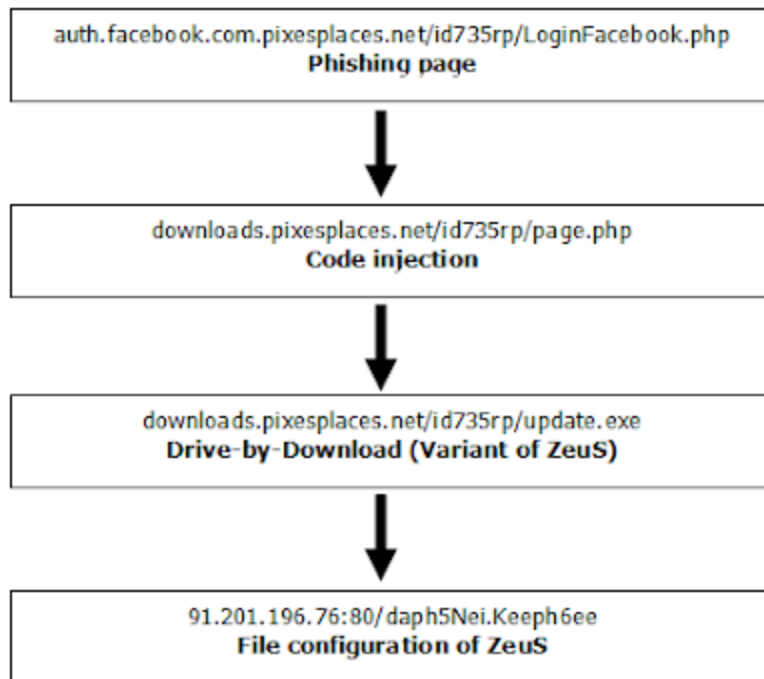 auth.facebook.com.pixesplaces.net/id735rp/LoginFacebook.php
Phishing page
downloads.pixesplaces.net/id735rp/page.php
Code injection
downloads.pixesplaces.net/id735rp/update.exe
Drive-by-Download (Variant of ZeuS)
91.201.196.76:80/daph5Nei.Keeph6ee
File configuration of ZeuS